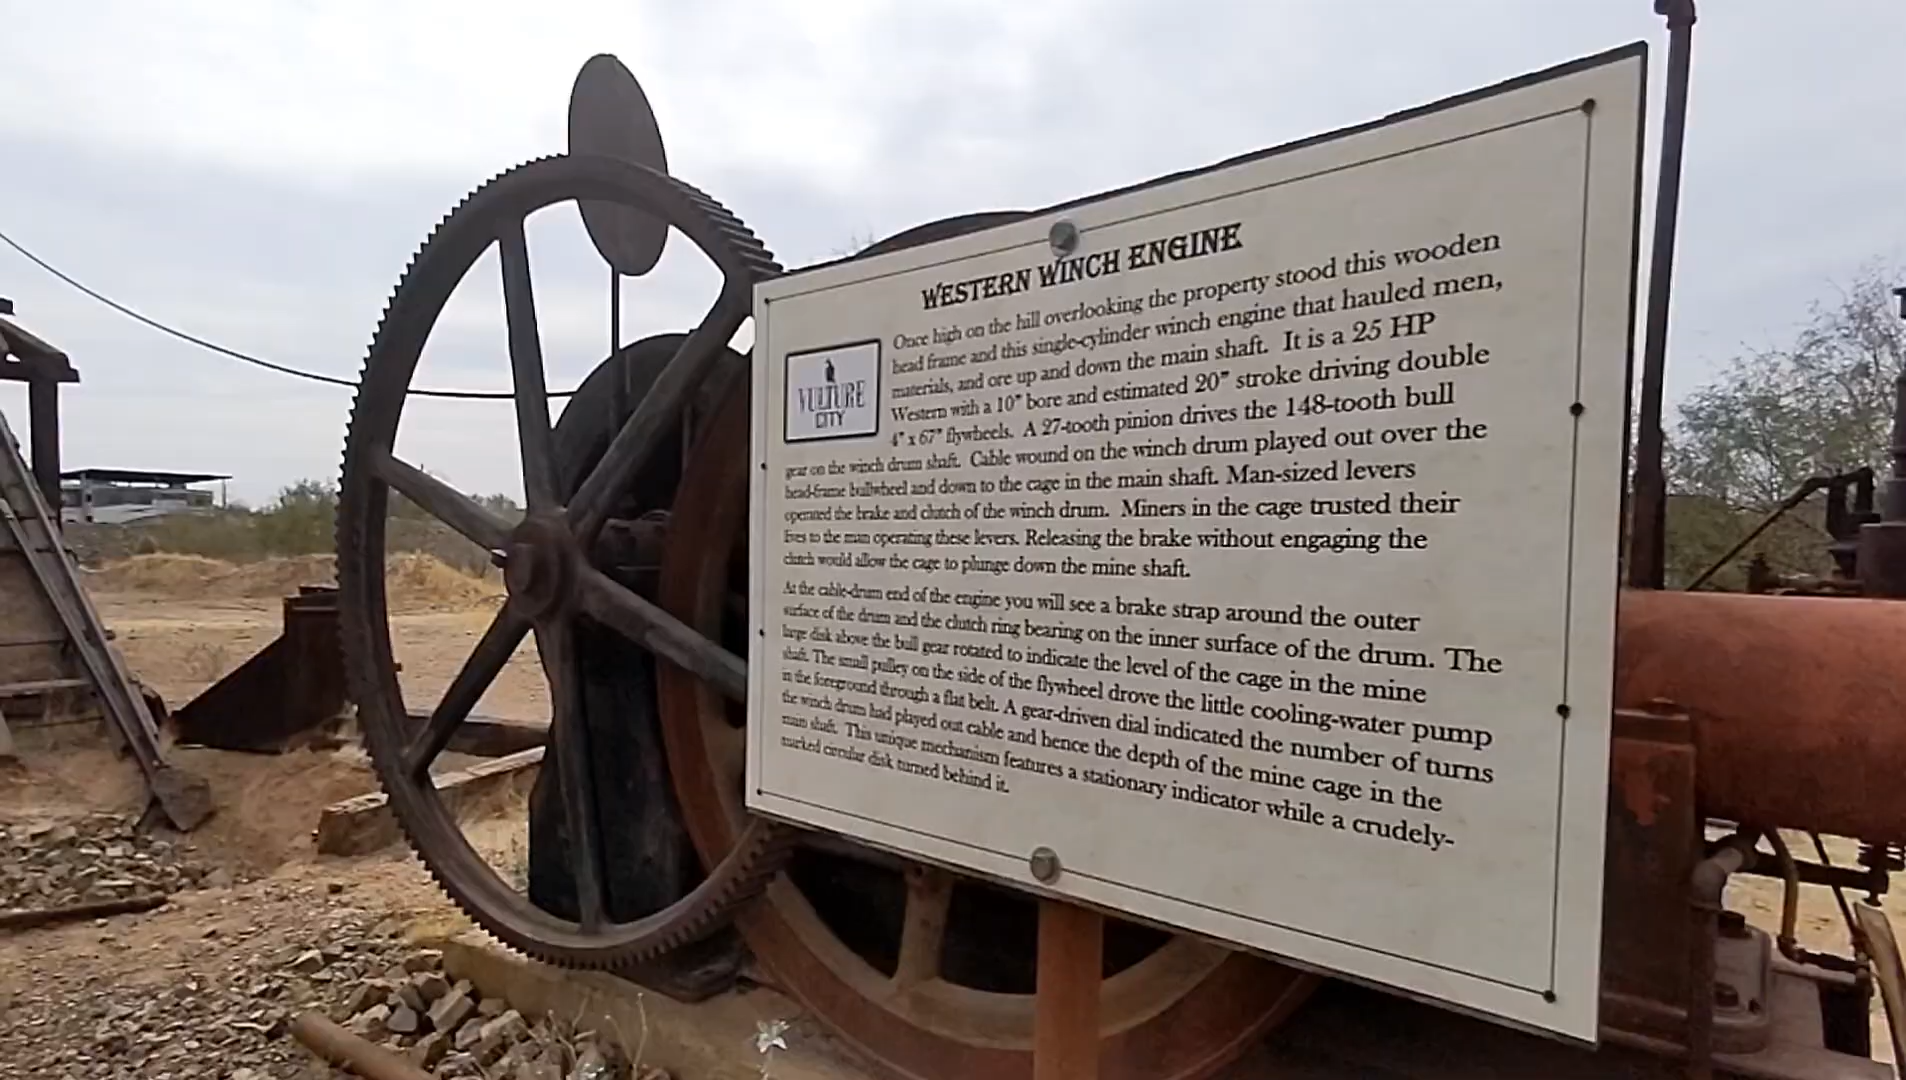 WESTERN WINCH ENGINE
Once high on the hill overlooking the property stood this wooden
head frame and this single-cylinder winch engine that hauled men,
materials, and ore up and down the main shaft. It is a 25 HP
Western with a 10" bore and estimated 20" stroke driving double
4" x 67" flywheels. A 27-tooth pinion drives the 148-tooth bull
VULTURE
CITY
gear on the winch drum shaft. Cable wound on the winch drum played out over the
head-frame bullwheel and down to the cage in the main shaft. Man-sized levers
operated the brake and clutch of the winch drum. Miners in the cage trusted their
lives to the man operating these levers. Releasing the brake without engaging the
clutch would allow the cage to plunge down the mine shaft.
At the cable-drum end of the engine you will see a brake strap around the outer
surface of the drum and the clutch ring bearing on the inner surface of the drum. The
large disk above the bull gear rotated to indicate the level of the cage in the mine
shaft. The small pulley on the side of the flywheel drove the little cooling-water pump
in the foreground through a flat belt. A gear-driven dial indicated the number of turns
the winch drum had played out cable and hence the depth of the mine cage in the
main shaft. This unique mechanism features a stationary indicator while a crudely-
marked circular disk turned behind it.